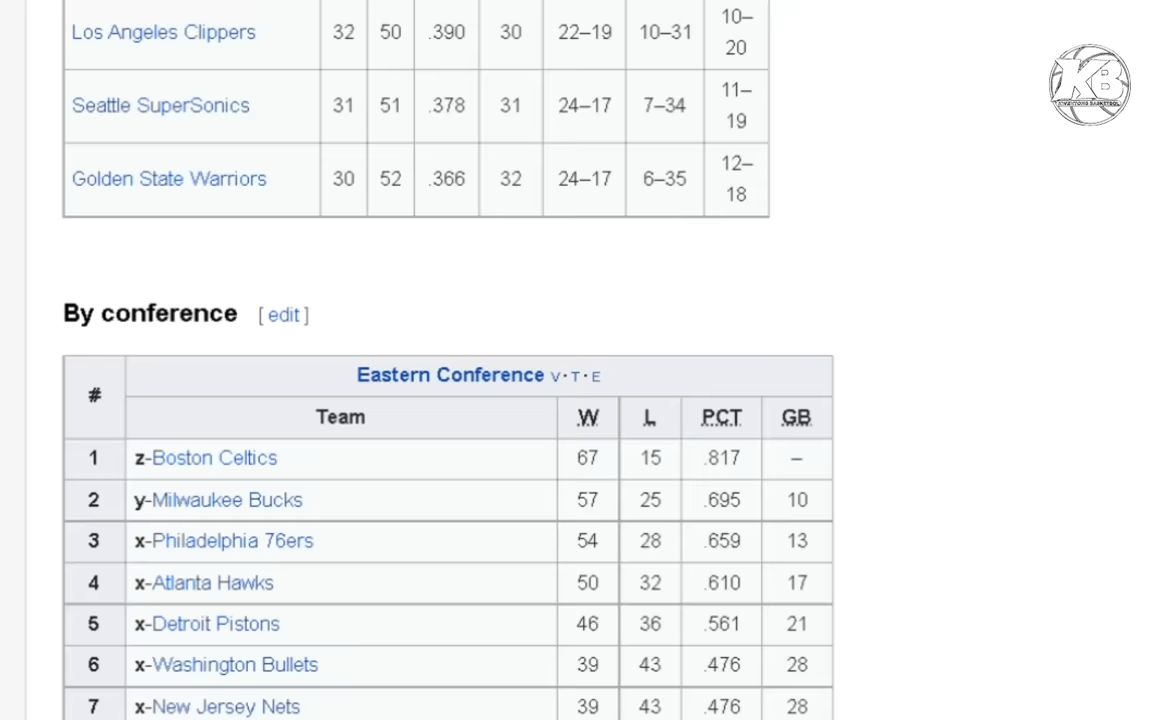 Los Angeles Clippers 32 50 .390 30 22–19 10–31 10–20
Seattle SuperSonics 31 51 .378 31 24–17 7–34 11–19
Golden State Warriors 30 52 .366 32 24–17 6–35 12–18
By conference [ edit ]
# Eastern Conference V · T · E
Team W L PCT GB
1 z-Boston Celtics 67 15 .817 –
2 y-Milwaukee Bucks 57 25 .695 10
3 x-Philadelphia 76ers 54 28 .659 13
4 x-Atlanta Hawks 50 32 .610 17
5 x-Detroit Pistons 46 36 .561 21
6 x-Washington Bullets 39 43 .476 28
7 x-New Jersey Nets 39 43 .476 28
KB